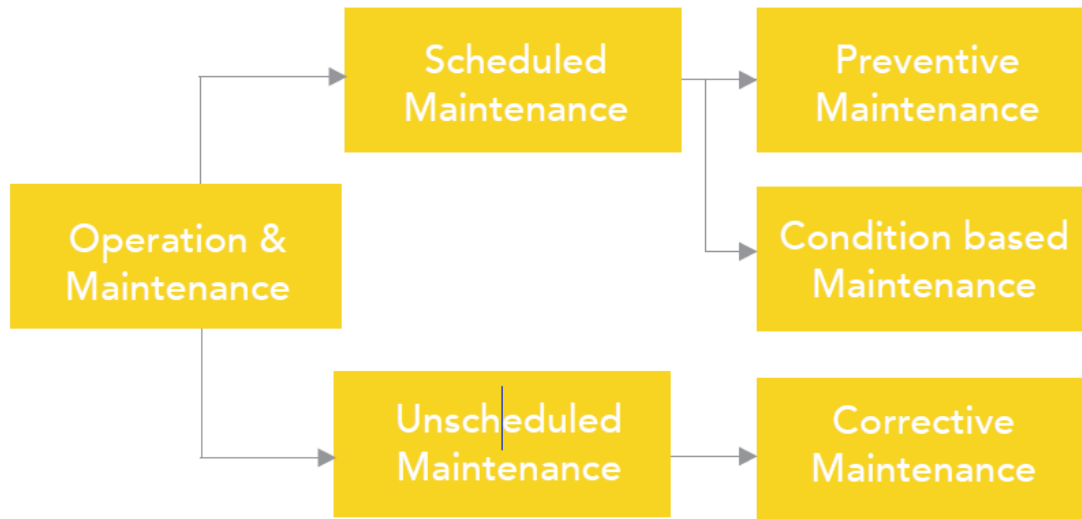 Scheduled
Maintenance
Preventive
Maintenance
Operation &
Maintenance
Condition based
Maintenance
Unscheduled
Maintenance
Corrective
Maintenance